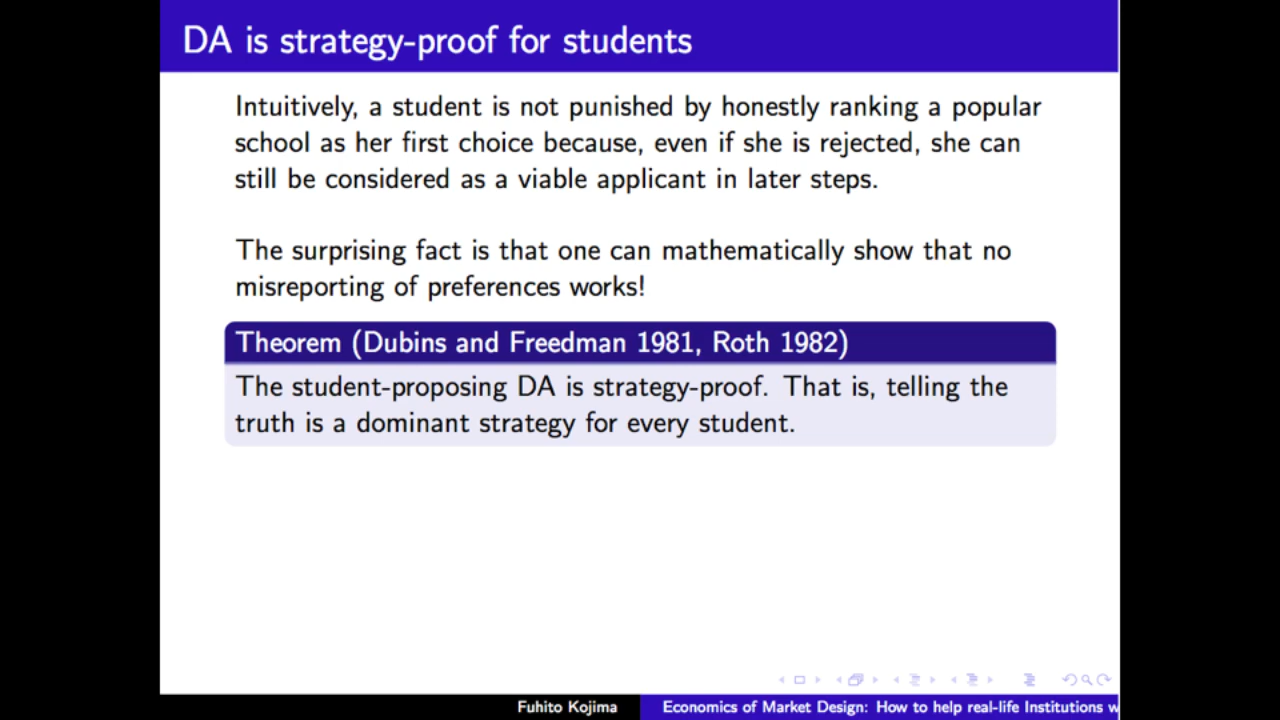 DA is strategy-proof for students
Intuitively, a student is not punished by honestly ranking a popular
school as her first choice because, even if she is rejected, she can
still be considered as a viable applicant in later steps.
The surprising fact is that one can mathematically show that no
misreporting of preferences works!
Theorem (Dubins and Freedman 1981, Roth 1982)
The student-proposing DA is strategy-proof. That is, telling the
truth is a dominant strategy for every student.
Fuhito Kojima
Economics of Market Design: How to help real-life Institutions w